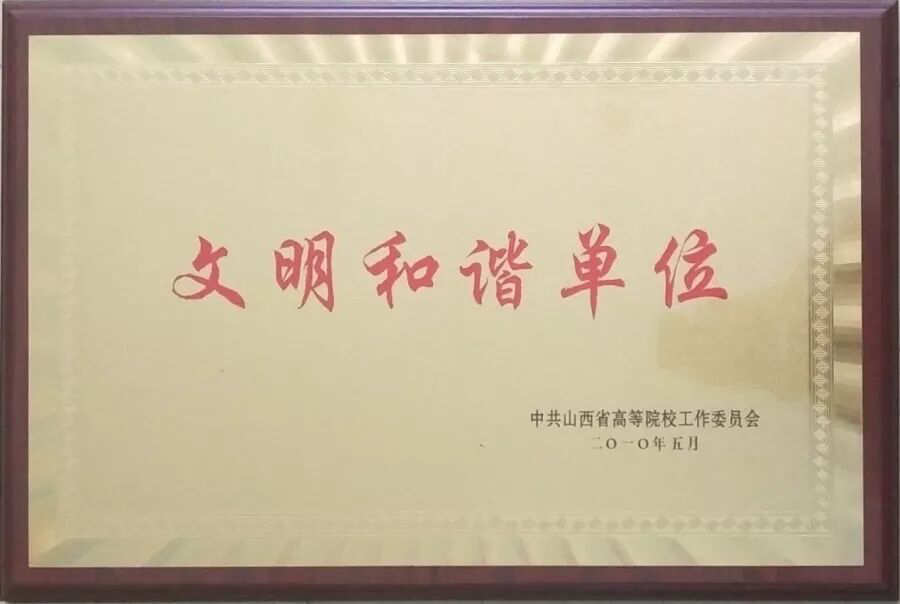 文明和谐单位
中共山西省高等院校工作委员会
二〇一〇年五月